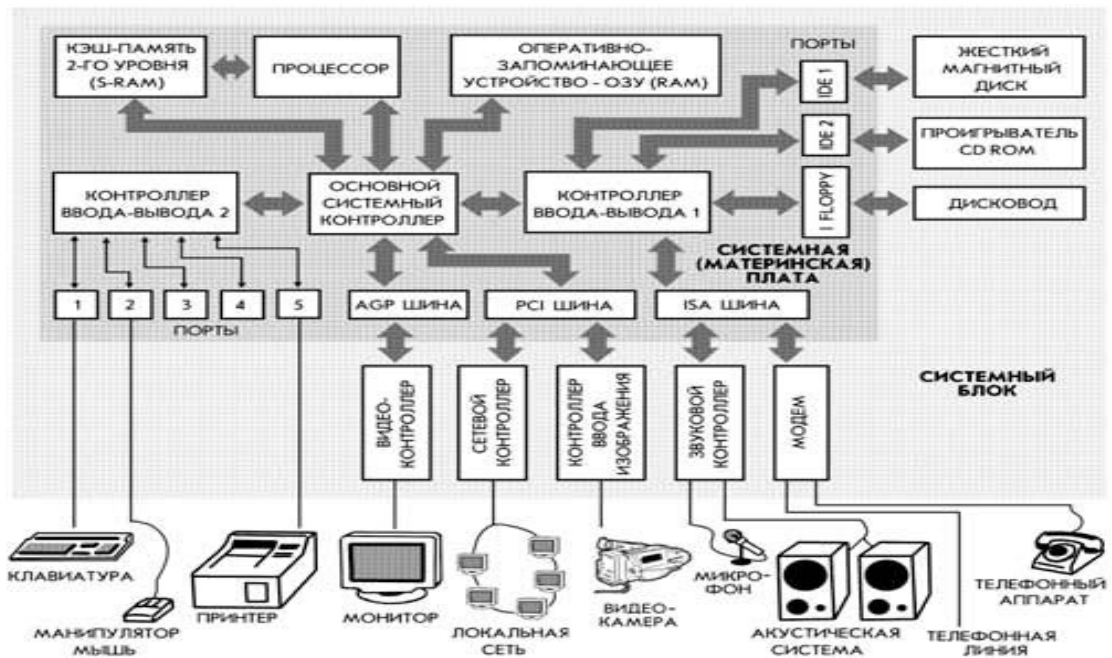 КЭШ-ПАМЯТЬ
2-ГО УРОВНЯ
(S-RAM)
ПРОЦЕССОР
ОПЕРАТИВНО-
ЗАПОМИНАЮЩЕЕ
УСТРОЙСТВО - ОЗУ (RAM)
ПОРТЫ
IDE 1
ЖЕСТКИЙ
МАГНИТНЫЙ
ДИСК
IDE 2
ПРОИГРЫВАТЕЛЬ
CD ROM
КОНТРОЛЛЕР
ВВОДА-ВЫВОДА 2
ОСНОВНОЙ
СИСТЕМНЫЙ
КОНТРОЛЛЕР
КОНТРОЛЛЕР
ВВОДА-ВЫВОДА 1
I FLOPPY
ДИСКОВОД
СИСТЕМНАЯ
(МАТЕРИНСКАЯ)
ПЛАТА
1
2
3
4
5
ПОРТЫ
AGP ШИНА
PCI ШИНА
ISA ШИНА
ВИДЕО-
КОНТРОЛЛЕР
СЕТЕВОЙ
КОНТРОЛЛЕР
КОНТРОЛЛЕР
ВВОДА
ИЗОБРАЖЕНИЯ
ЗВУКОВОЙ
КОНТРОЛЛЕР
МОДЕМ
СИСТЕМНЫЙ
БЛОК
КЛАВИАТУРА
МАНИПУЛЯТОР
МЫШЬ
ПРИНТЕР
МОНИТОР
ЛОКАЛЬНАЯ
СЕТЬ
ВИДЕО-
КАМЕРА
МИКРО-
ФОН
АКУСТИЧЕСКАЯ
СИСТЕМА
ТЕЛЕФОННАЯ
ЛИНИЯ
ТЕЛЕФОННЫЙ
АППАРАТ